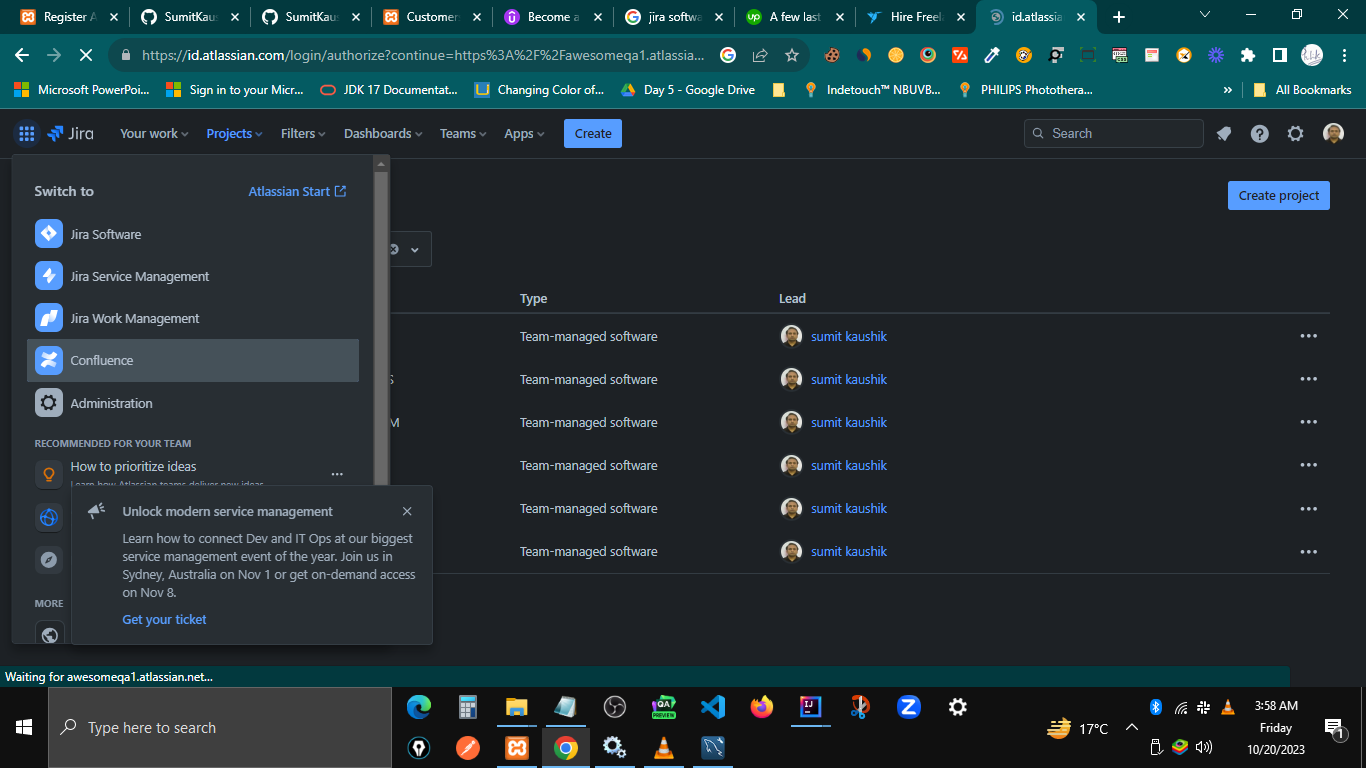 Register A
SumitKaus
SumitKaus
Customer
Become a
jira softwa
A few last
Hire Freel
id.atlassia
https://id.atlassian.com/login/authorize?continue=https%3A%2F%2Fawesomeqa1.atlassia...
Microsoft PowerPoi...
Sign in to your Micr...
JDK 17 Documentat...
Changing Color of...
Day 5 - Google Drive
Indetouch™ NBUVB...
PHILIPS Photothera...
»
All Bookmarks
Jira
Your work
Projects
Filters
Dashboards
Teams
Apps
Create
Search
Switch to
Atlassian Start
Create project
Jira Software
Jira Service Management
Jira Work Management
Confluence
Administration
RECOMMENDED FOR YOUR TEAM
How to prioritize ideas
Learn how Atlassian teams deliver new ideas
MORE
Type
Lead
Team-managed software
sumit kaushik
S
Team-managed software
sumit kaushik
M
Team-managed software
sumit kaushik
Team-managed software
sumit kaushik
Team-managed software
sumit kaushik
Team-managed software
sumit kaushik
Unlock modern service management
Learn how to connect Dev and IT Ops at our biggest
service management event of the year. Join us in
Sydney, Australia on Nov 1 or get on-demand access
on Nov 8.
Get your ticket
Waiting for awesomeqa1.atlassian.net...
Type here to search
QA
PREVIEW
IJ
17°C
3:58 AM
Friday
10/20/2023
1